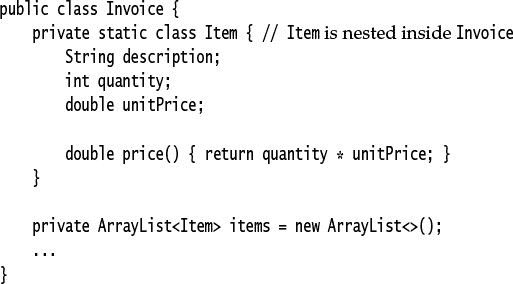 public class Invoice {
    private static class Item { // Item is nested inside Invoice
        String description;
        int quantity;
        double unitPrice;

        double price() { return quantity * unitPrice; }
    }

    private ArrayList<Item> items = new ArrayList<>();
    ...
}